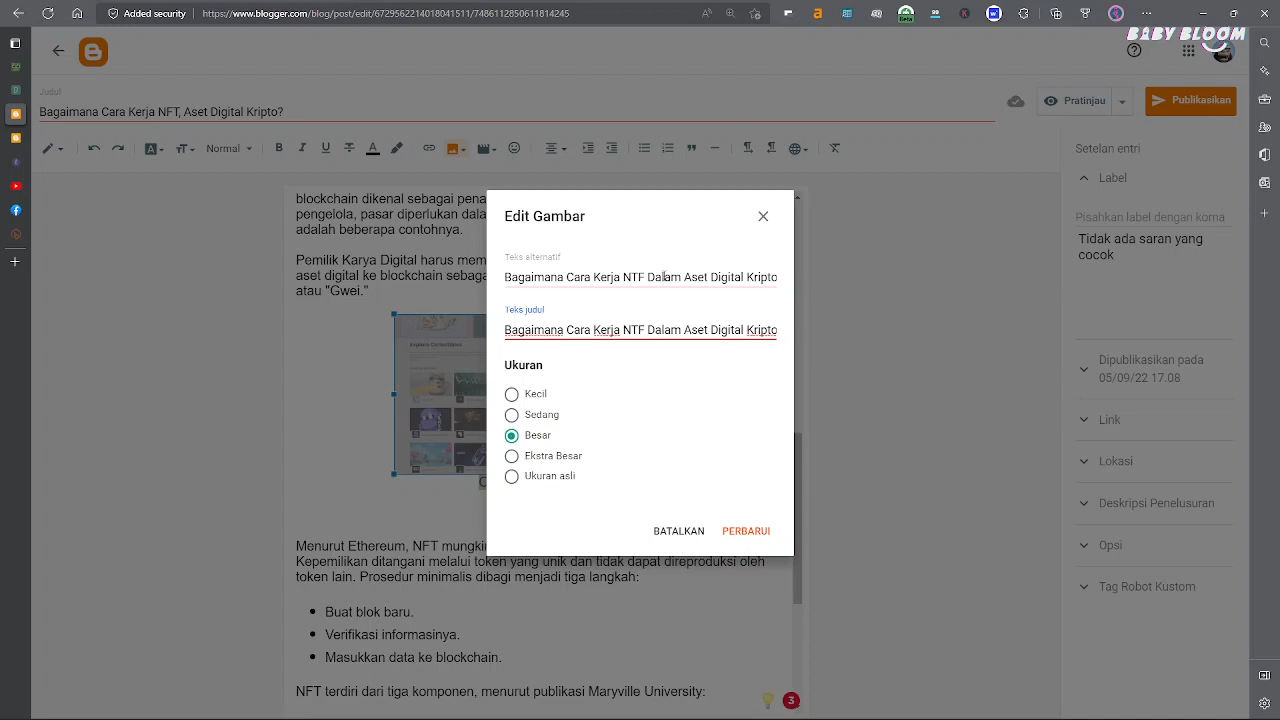 Address
https://www.blogger.com/blog/post/edit/6729562214018041511/7486112850611814245
Beta
BABY BLOOM
Judul
Bagaimana Cara Kerja NFT, Aset Digital Kripto?
Pratinjau
Publikasikan
Normal
Setelan entri
Label
Pisahkan label dengan koma
Tidak ada saran yang
cocok
Dipublikasikan pada
05/09/22 17.08
Link
Lokasi
Deskripsi Penelusuran
Opsi
Tag Robot Kustom
blockchain dikenal sebagai pena
pengelola, pasar diperlukan dala
adalah beberapa contohnya.
Pemilik Karya Digital harus mema
aset digital ke blockchain. Biaya
atau "Gwei."
Explore Collectibles
Edit Gambar
Teks alternatif
Bagaimana Cara Kerja NTF Dalam Aset Digital Kripto
Teks judul
Bagaimana Cara Kerja NTF Dalam Aset Digital Kripto
Ukuran
Kecil
Sedang
Besar
Ekstra Besar
Ukuran asli
BATALKAN
PERBARUI
Menurut Ethereum, NFT mungkin
Kepemilikan ditangani melalui token yang unik dan tidak dapat direproduksi oleh
token lain. Prosedur minimalis dibagi menjadi tiga langkah:
Buat blok baru.
Verifikasi informasinya.
Masukkan data ke blockchain.
NFT terdiri dari tiga komponen, menurut publikasi Maryville University:
3